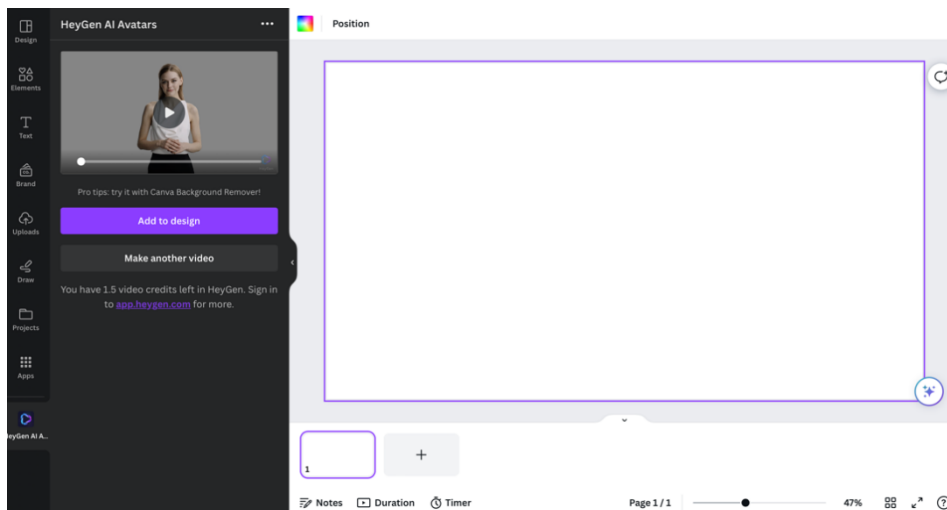 HeyGen AI Avatars
Position
Design
Elements
Text
Brand
Uploads
Draw
Projects
Apps
HeyGen AI A...
Pro tips: try it with Canva Background Remover!
Add to design
Make another video
You have 1.5 video credits left in HeyGen. Sign in
to app.heygen.com for more.
1
Notes
Duration
Timer
Page 1 / 1
47%